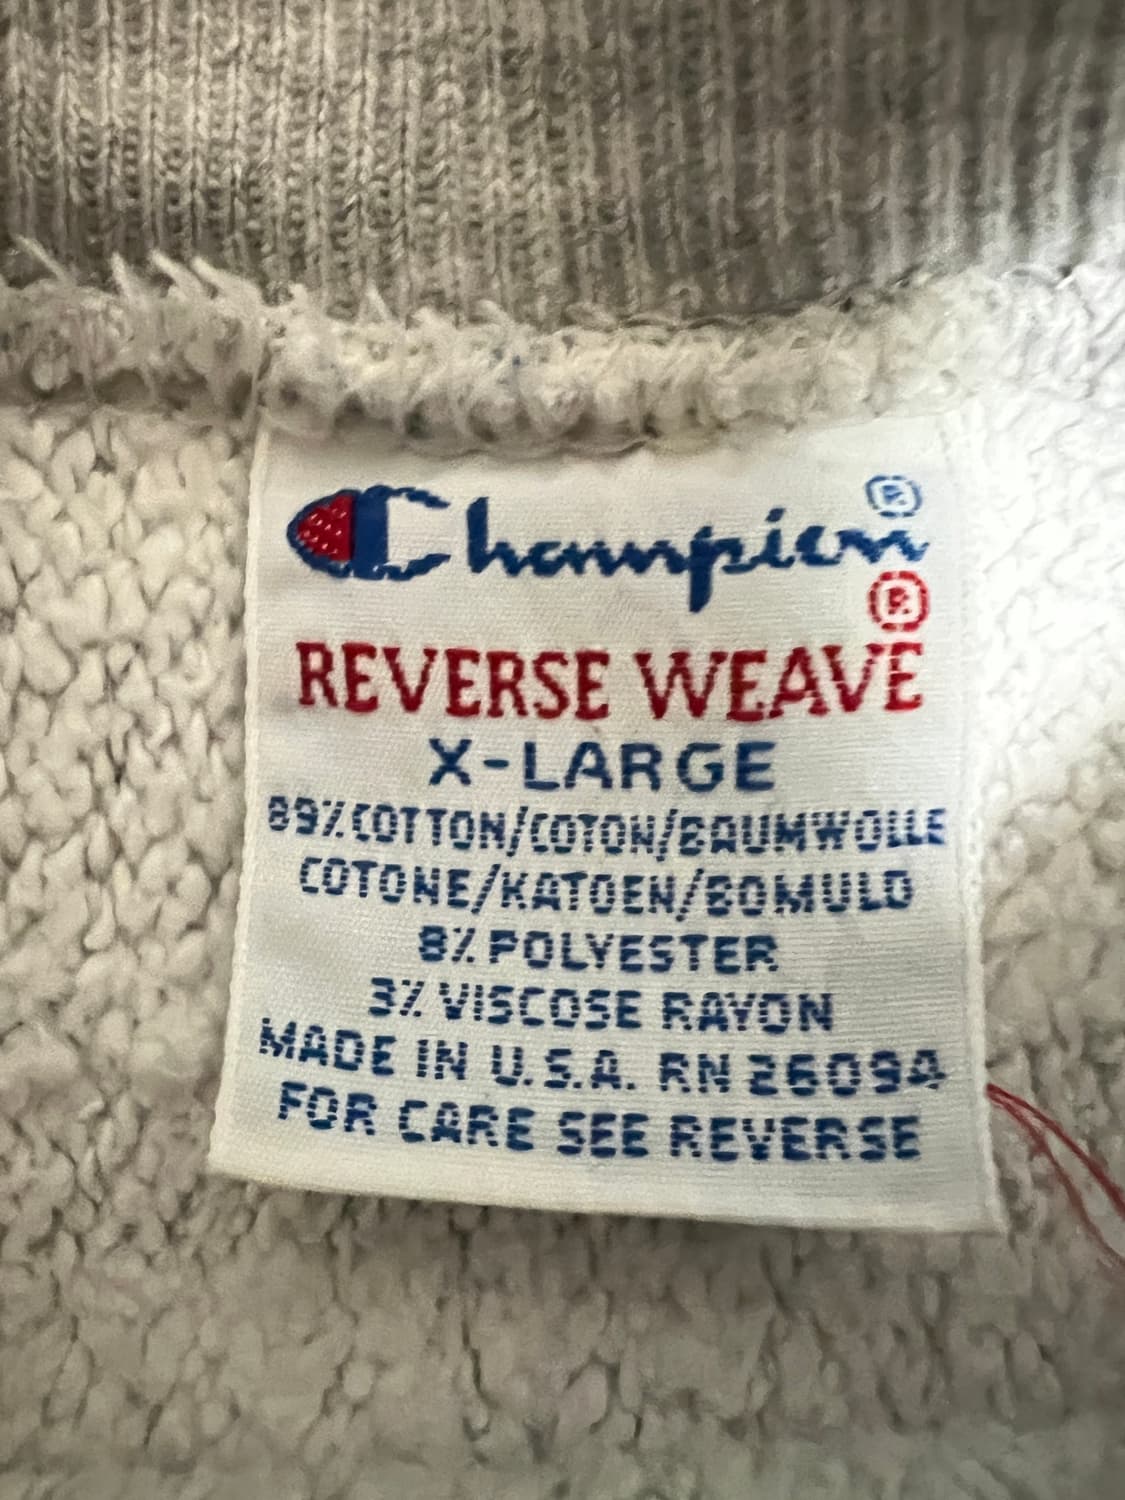 Champion®
®
REVERSE WEAVE
X-LARGE
89% COTTON/COTON/BAUMWOLLE
COTONE/KATOEN/BOMULD
8% POLYESTER
3% VISCOSE RAYON
MADE IN U.S.A. RN 26094
FOR CARE SEE REVERSE